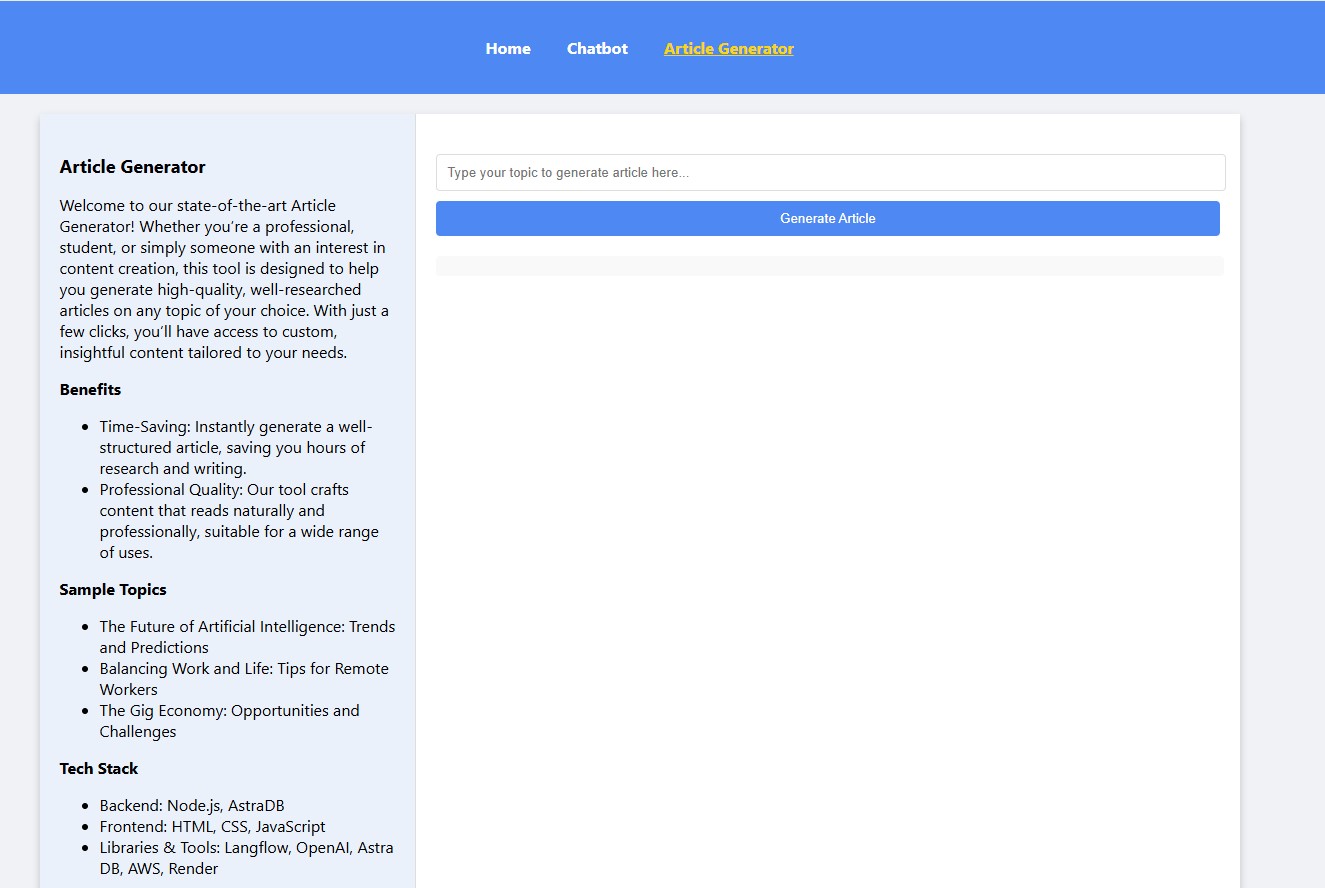 Home Chatbot Article Generator
Article Generator
Welcome to our state-of-the-art Article
Generator! Whether you're a professional,
student, or simply someone with an interest in
content creation, this tool is designed to help
you generate high-quality, well-researched
articles on any topic of your choice. With just a
few clicks, you'll have access to custom,
insightful content tailored to your needs.
Benefits
• Time-Saving: Instantly generate a well-
structured article, saving you hours of
research and writing.
• Professional Quality: Our tool crafts
content that reads naturally and
professionally, suitable for a wide range
of uses.
Sample Topics
• The Future of Artificial Intelligence: Trends
and Predictions
• Balancing Work and Life: Tips for Remote
Workers
• The Gig Economy: Opportunities and
Challenges
Tech Stack
• Backend: Node.js, AstraDB
• Frontend: HTML, CSS, JavaScript
• Libraries & Tools: Langflow, OpenAI, Astra
DB, AWS, Render
Type your topic to generate article here...
Generate Article